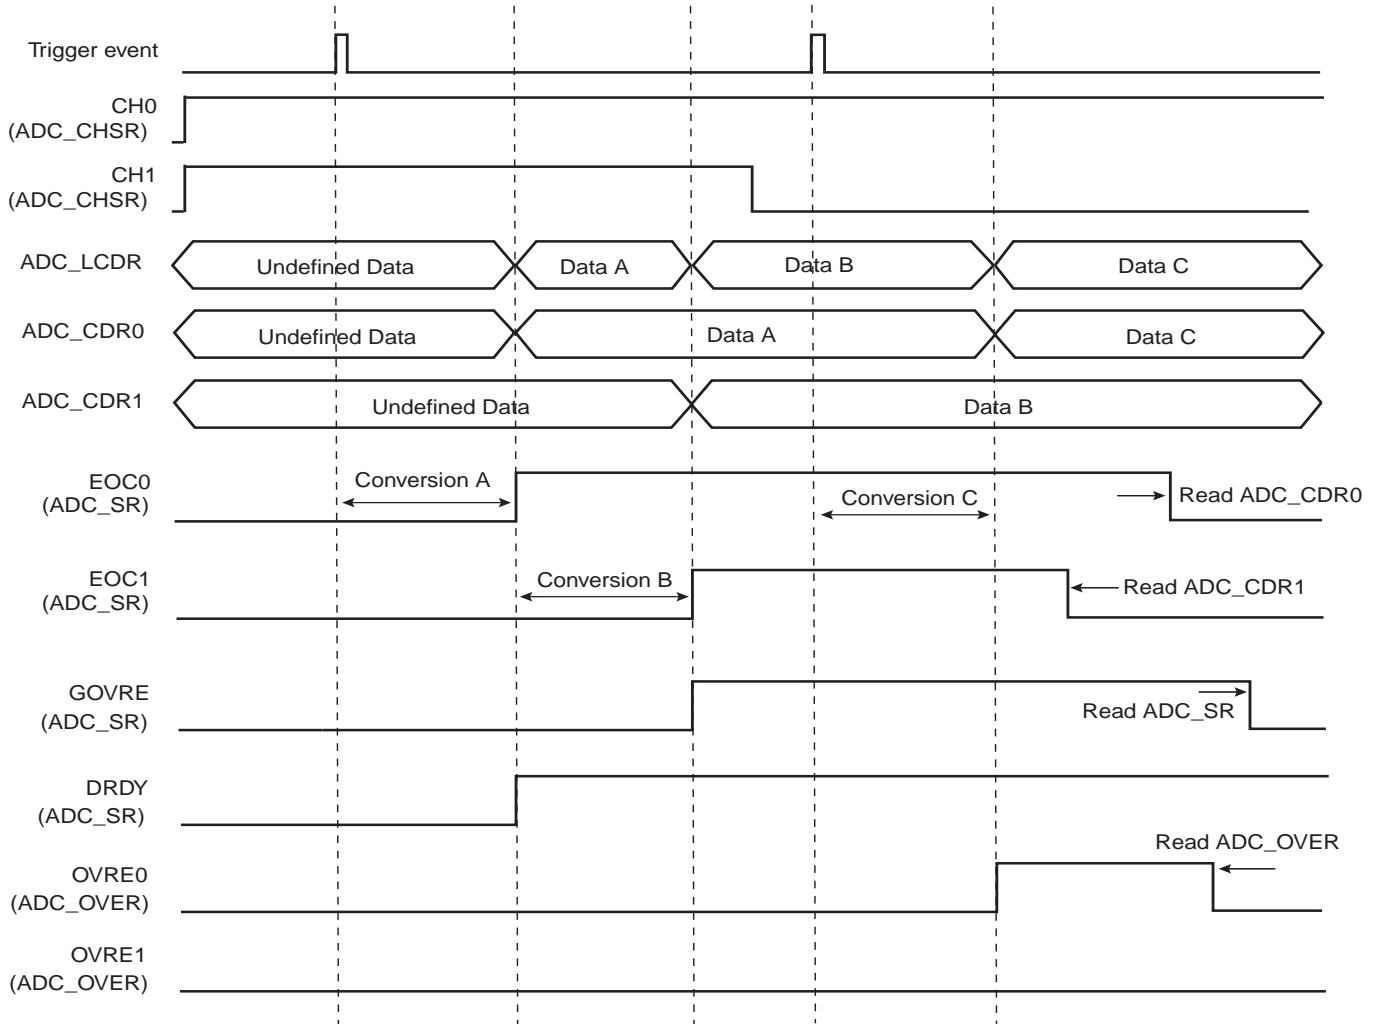 Trigger event
CH0
(ADC_CHSR)
CH1
(ADC_CHSR)
ADC_LCDR
Undefined Data
Data A
Data B
Data C
ADC_CDR0
Undefined Data
Data A
Data C
ADC_CDR1
Undefined Data
Data B
EOC0
(ADC_SR)
Conversion A
Conversion C
Read ADC_CDR0
EOC1
(ADC_SR)
Conversion B
Read ADC_CDR1
GOVRE
(ADC_SR)
Read ADC_SR
DRDY
(ADC_SR)
Read ADC_OVER
OVRE0
(ADC_OVER)
OVRE1
(ADC_OVER)